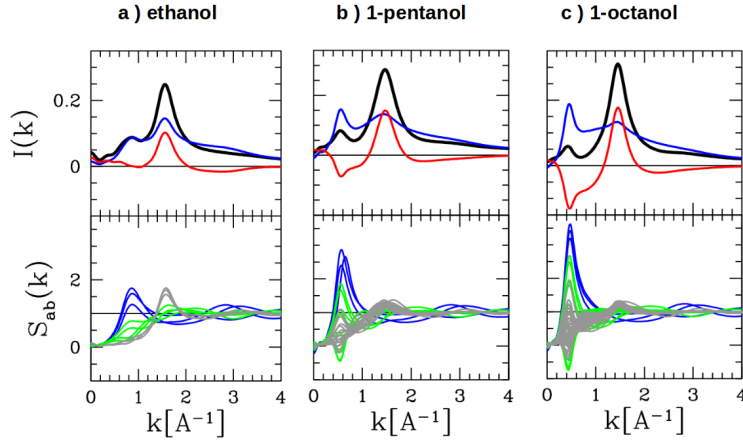 a ) ethanol
b ) 1-pentanol
c ) 1-octanol
I(k)
0.2
0
S_ab(k)
2
0
0 1 2 3 4
0 1 2 3 4
0 1 2 3 4
k[A⁻¹]
k[A⁻¹]
k[A⁻¹]